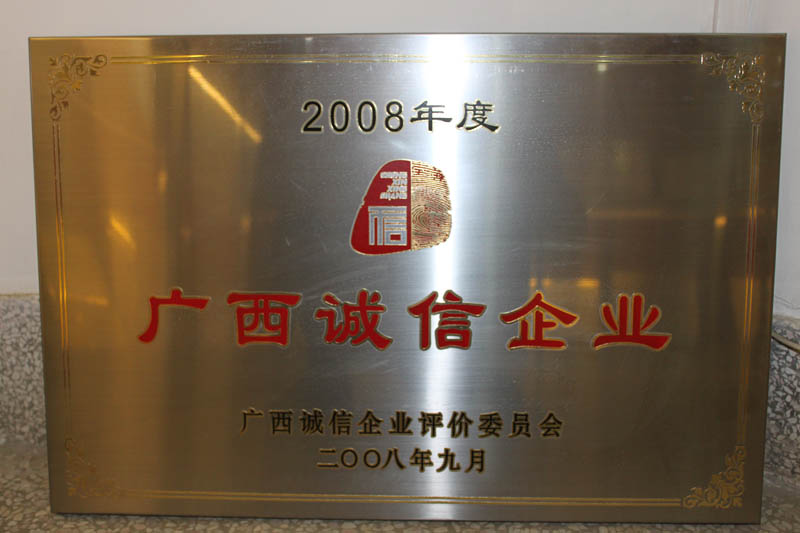 2008年度
信
广西诚信企业
广西诚信企业评价委员会
二〇〇八年九月